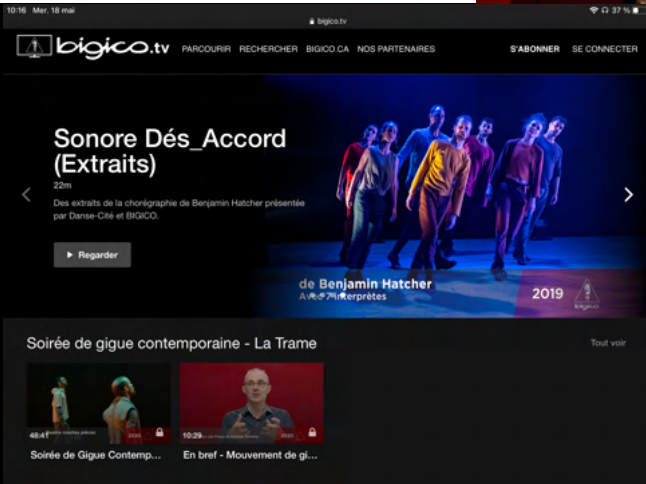 10:16 Mer. 18 mai
37 %
bigico.tv
bigico.tv PARCOURIR RECHERCHER BIGICO.CA NOS PARTENAIRES S'ABONNER SE CONNECTER
Sonore Dés_Accord
(Extraits)
22m
Des extraits de la chorégraphie de Benjamin Hatcher présentée
par Danse-Cité et BIGICO.
Regarder
de Benjamin Hatcher
Avec 7 interprètes
2019
bigico
Soirée de gigue contemporaine - La Trame
Tout voir
48:41
2020
10:29
2020
Soirée de Gigue Contemp...
En bref - Mouvement de gi...